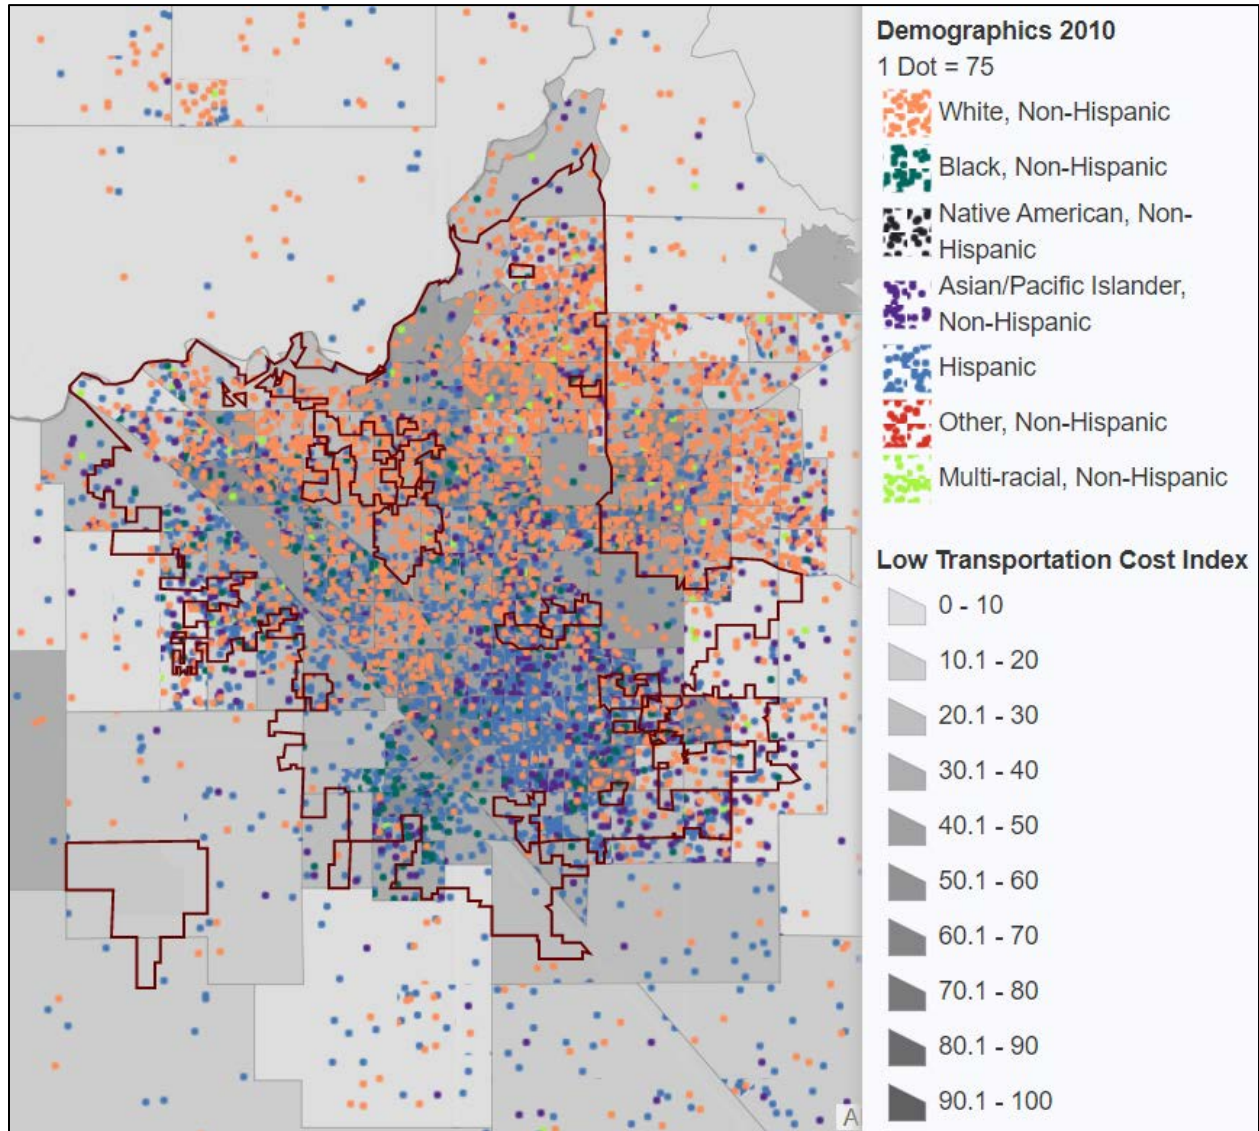 Demographics 2010
1 Dot = 75
White, Non-Hispanic
Black, Non-Hispanic
Native American, Non-
Hispanic
Asian/Pacific Islander,
Non-Hispanic
Hispanic
Other, Non-Hispanic
Multi-racial, Non-Hispanic
Low Transportation Cost Index
0 - 10
10.1 - 20
20.1 - 30
30.1 - 40
40.1 - 50
50.1 - 60
60.1 - 70
70.1 - 80
80.1 - 90
90.1 - 100
A